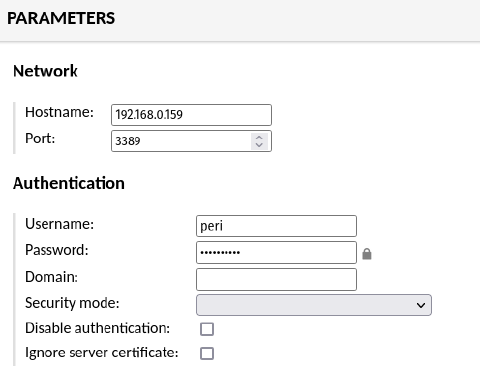 PARAMETERS
Network
Hostname: 192.168.0.159
Port: 3389
Authentication
Username: peri
Password: ••••••••••
Domain:
Security mode:
Disable authentication:
Ignore server certificate: